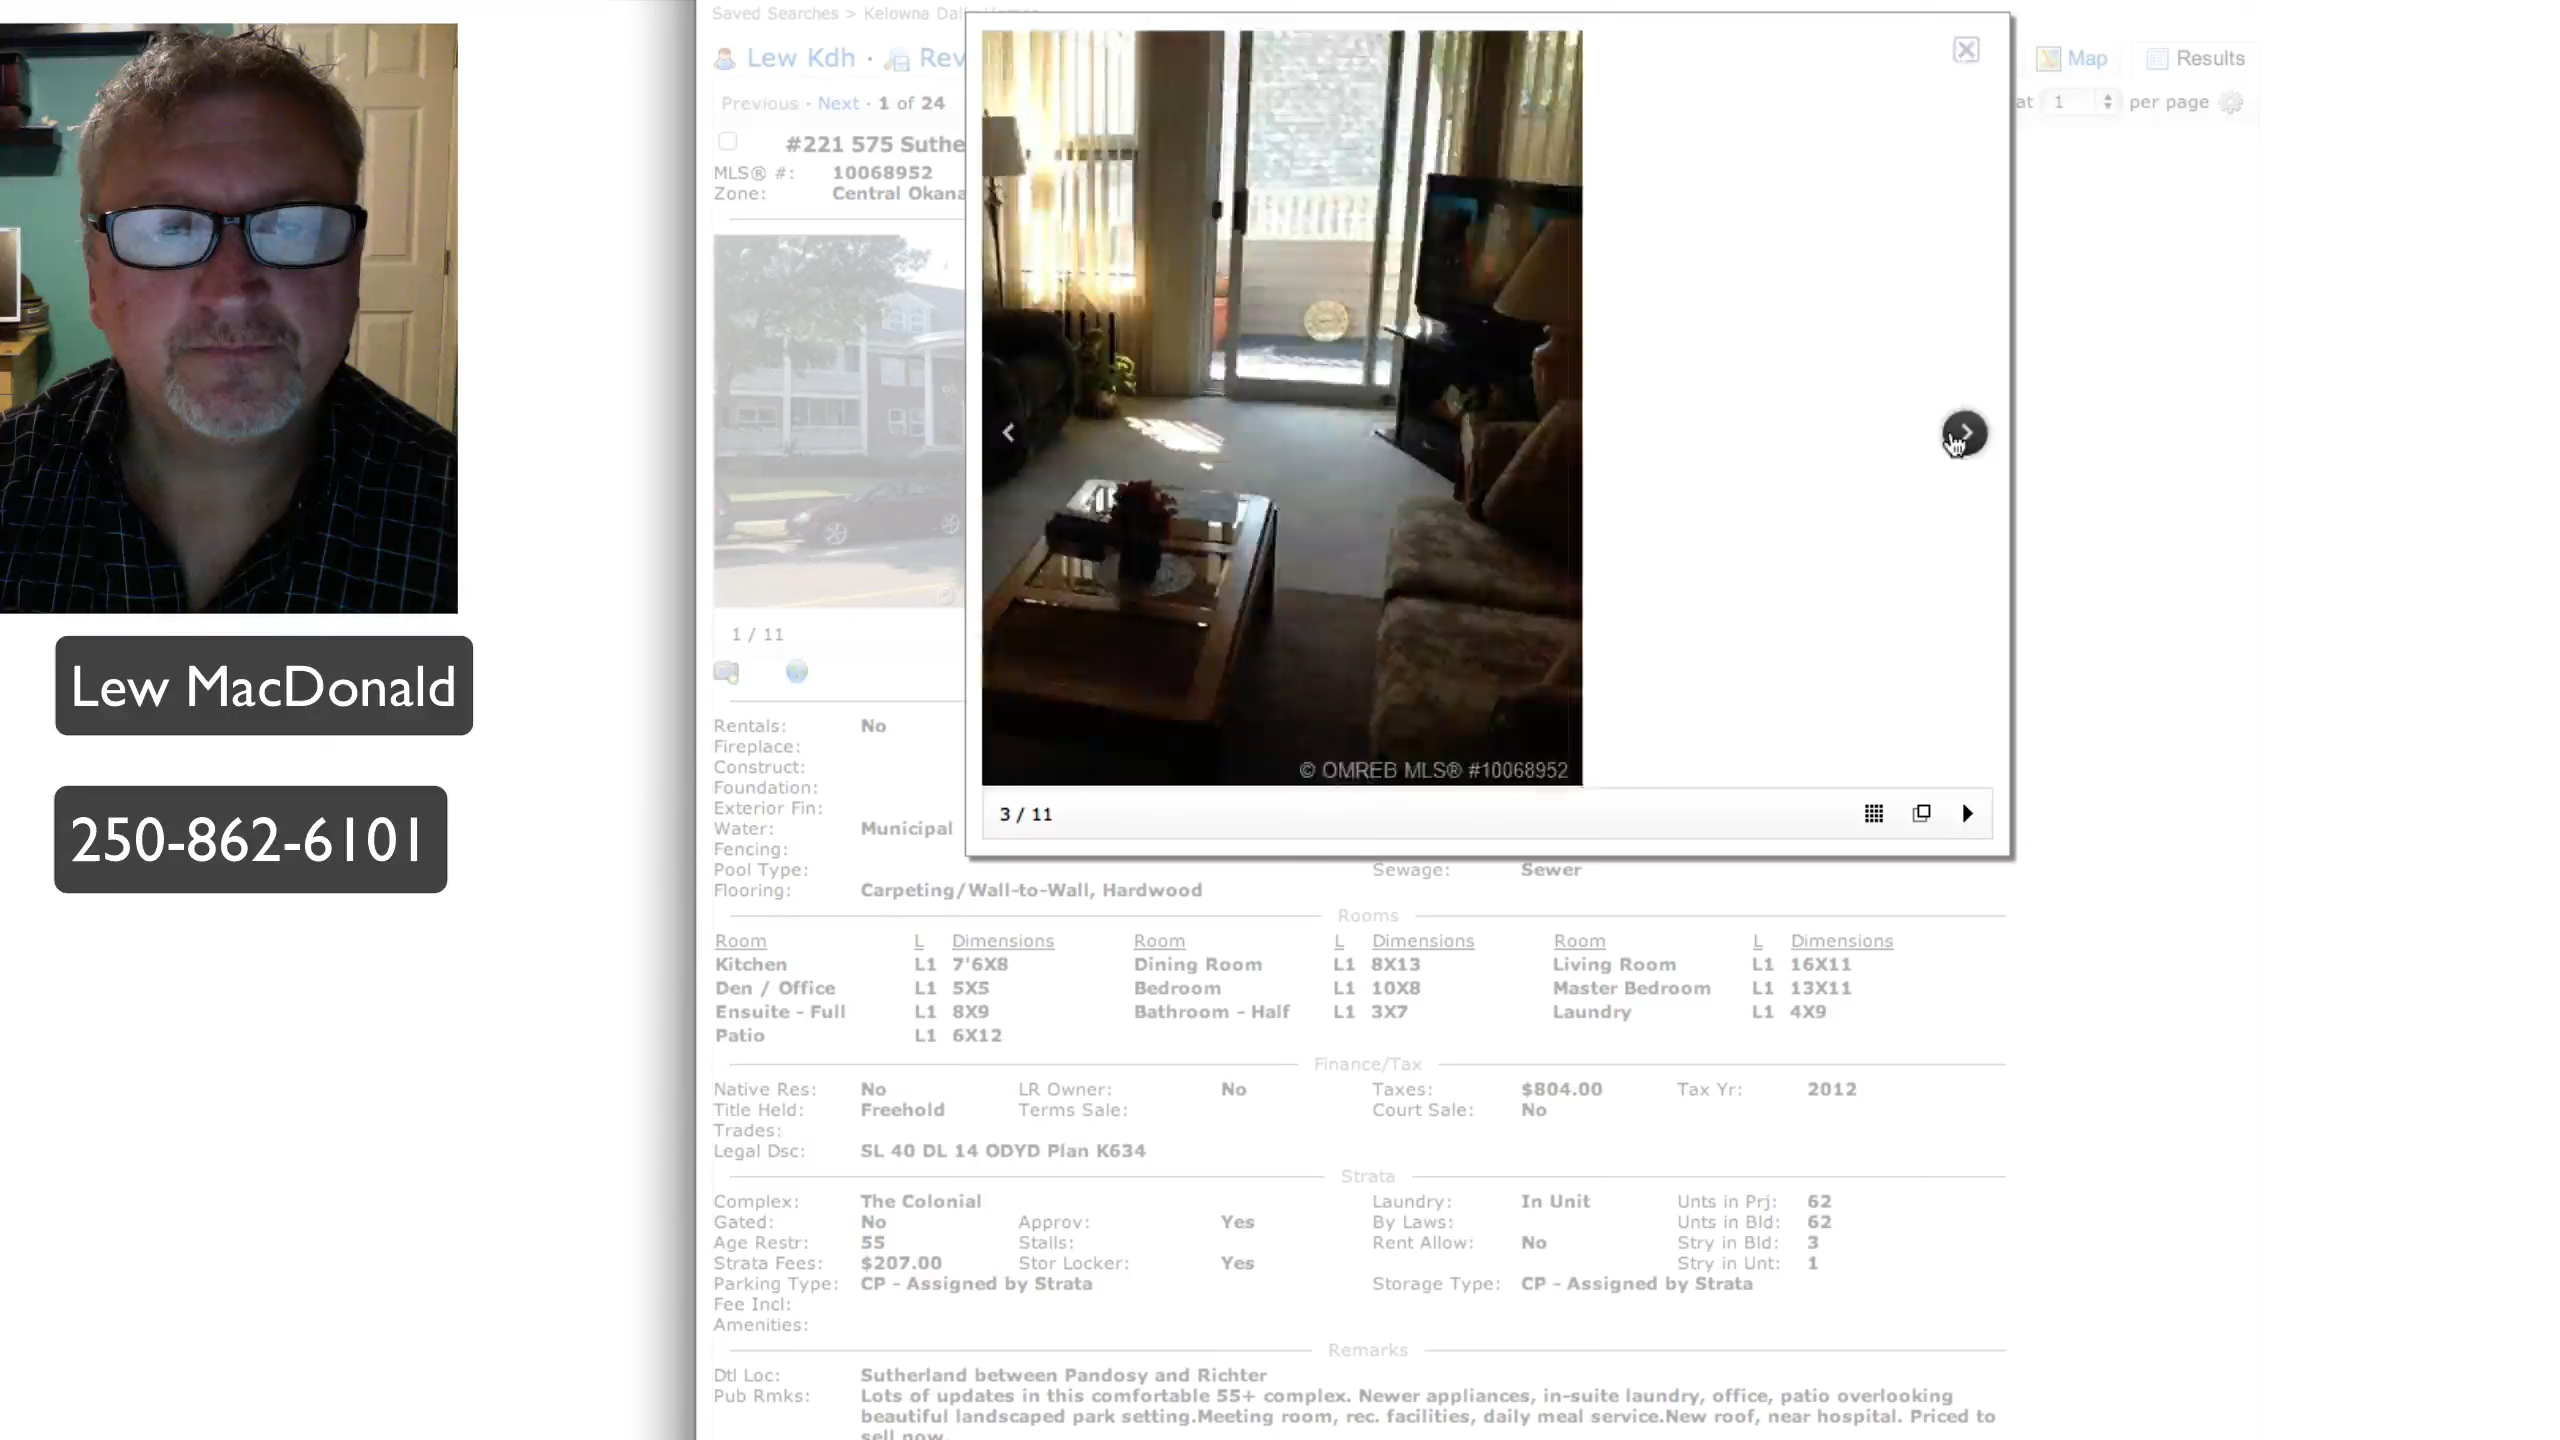 Saved Searches > Kelowna Dai
Lew Kdh · Rev
Map
Results
Previous · Next · 1 of 24
at 1 per page
#221 575 Suthe
MLS® #: 10068952
Zone: Central Okana
1 / 11
Lew MacDonald
250-862-6101
© OMREB MLS® #10068952
3 / 11
Rentals: No
Fireplace:
Construct:
Foundation:
Exterior Fin:
Water: Municipal
Fencing:
Pool Type: Sewage: Sewer
Flooring: Carpeting/Wall-to-Wall, Hardwood
Rooms
Room L Dimensions Room L Dimensions Room L Dimensions
Kitchen L1 7'6X8 Dining Room L1 8X13 Living Room L1 16X11
Den / Office L1 5X5 Bedroom L1 10X8 Master Bedroom L1 13X11
Ensuite - Full L1 8X9 Bathroom - Half L1 3X7 Laundry L1 4X9
Patio L1 6X12
Finance/Tax
Native Res: No LR Owner: No Taxes: $804.00 Tax Yr: 2012
Title Held: Freehold Terms Sale: Court Sale: No
Trades:
Legal Dsc: SL 40 DL 14 ODYD Plan K634
Strata
Complex: The Colonial Laundry: In Unit Unts in Prj: 62
Gated: No Approv: Yes By Laws: Unts in Bld: 62
Age Restr: 55 Stalls: Rent Allow: No Stry in Bld: 3
Strata Fees: $207.00 Stor Locker: Yes Stry in Unt: 1
Parking Type: CP - Assigned by Strata Storage Type: CP - Assigned by Strata
Fee Incl:
Amenities:
Remarks
Dtl Loc: Sutherland between Pandosy and Richter
Pub Rmks: Lots of updates in this comfortable 55+ complex. Newer appliances, in-suite laundry, office, patio overlooking
beautiful landscaped park setting.Meeting room, rec. facilities, daily meal service.New roof, near hospital. Priced to
sell now.